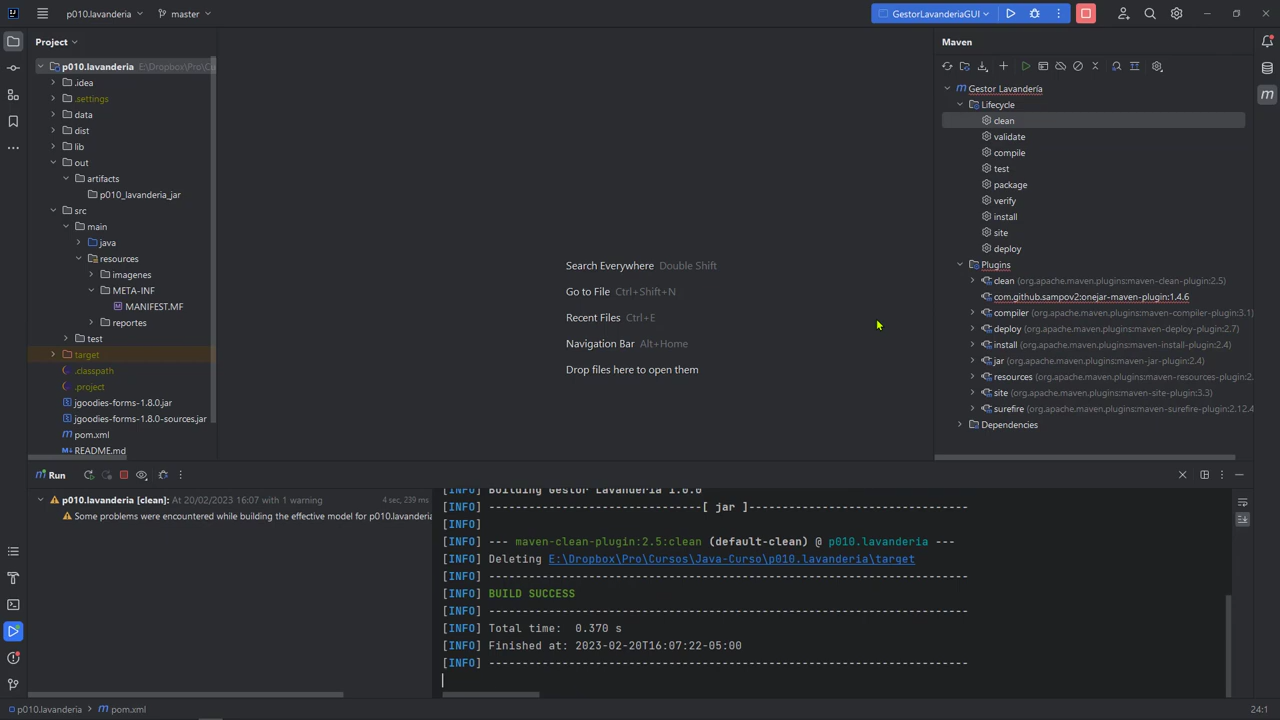 p010.lavanderia
master
GestorLavanderiaGUI
Project
p010.lavanderia E:\Dropbox\Pro\Cu
.idea
.settings
data
dist
lib
out
artifacts
p010_lavanderia_jar
src
main
java
resources
imagenes
META-INF
MANIFEST.MF
reportes
test
target
.classpath
.project
jgoodies-forms-1.8.0.jar
jgoodies-forms-1.8.0-sources.jar
pom.xml
README.md
Search Everywhere Double Shift
Go to File Ctrl+Shift+N
Recent Files Ctrl+E
Navigation Bar Alt+Home
Drop files here to open them
Maven
Gestor Lavandería
Lifecycle
clean
validate
compile
test
package
verify
install
site
deploy
Plugins
clean (org.apache.maven.plugins:maven-clean-plugin:2.5)
com.github.sampov2:onejar-maven-plugin:1.4.6
compiler (org.apache.maven.plugins:maven-compiler-plugin:3.1)
deploy (org.apache.maven.plugins:maven-deploy-plugin:2.7)
install (org.apache.maven.plugins:maven-install-plugin:2.4)
jar (org.apache.maven.plugins:maven-jar-plugin:2.4)
resources (org.apache.maven.plugins:maven-resources-plugin:2.
site (org.apache.maven.plugins:maven-site-plugin:3.3)
surefire (org.apache.maven.plugins:maven-surefire-plugin:2.12.4
Dependencies
Run
p010.lavanderia [clean]: At 20/02/2023 16:07 with 1 warning 4 sec, 239 ms
Some problems were encountered while building the effective model for p010.lavanderia
[INFO] Building Gestor Lavandería 1.0.0
[INFO] --------------------------------[ jar ]---------------------------------
[INFO]
[INFO] --- maven-clean-plugin:2.5:clean (default-clean) @ p010.lavanderia ---
[INFO] Deleting E:\Dropbox\Pro\Cursos\Java-Curso\p010.lavanderia\target
[INFO] ------------------------------------------------------------------------
[INFO] BUILD SUCCESS
[INFO] ------------------------------------------------------------------------
[INFO] Total time:  0.370 s
[INFO] Finished at: 2023-02-20T16:07:22-05:00
[INFO] ------------------------------------------------------------------------
p010.lavanderia > pom.xml
24:1